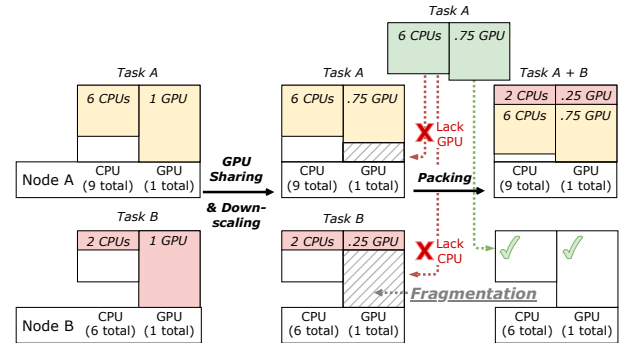 Task A
6 CPUs .75 GPU
Task A
6 CPUs 1 GPU
Node A
CPU
(9 total)
GPU
(1 total)
GPU
Sharing
& Down-
scaling
Task A
6 CPUs .75 GPU
X Lack
GPU
CPU
(9 total)
GPU
(1 total)
Packing
Task A + B
2 CPUs .25 GPU
6 CPUs .75 GPU
CPU
(9 total)
GPU
(1 total)
Task B
2 CPUs 1 GPU
Node B
CPU
(6 total)
GPU
(1 total)
Task B
2 CPUs .25 GPU
X Lack
CPU
Fragmentation
CPU
(6 total)
GPU
(1 total)
CPU
(6 total)
GPU
(1 total)